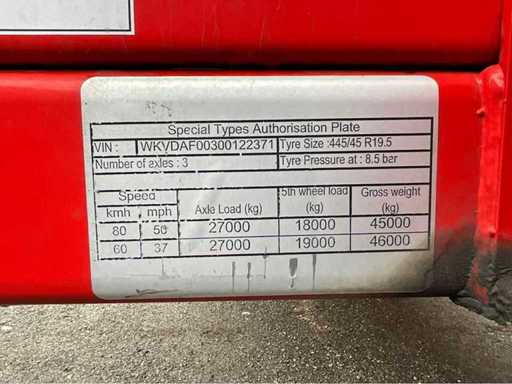 Special Types Authorisation Plate
VIN : WKVDAF00300122371 Tyre Size :445/45 R19.5
Number of axles : 3 Tyre Pressure at : 8.5 bar
Speed Axle Load (kg) 5th wheel load (kg) Gross weight (kg)
kmh mph
80 50 27000 18000 45000
60 37 27000 19000 46000